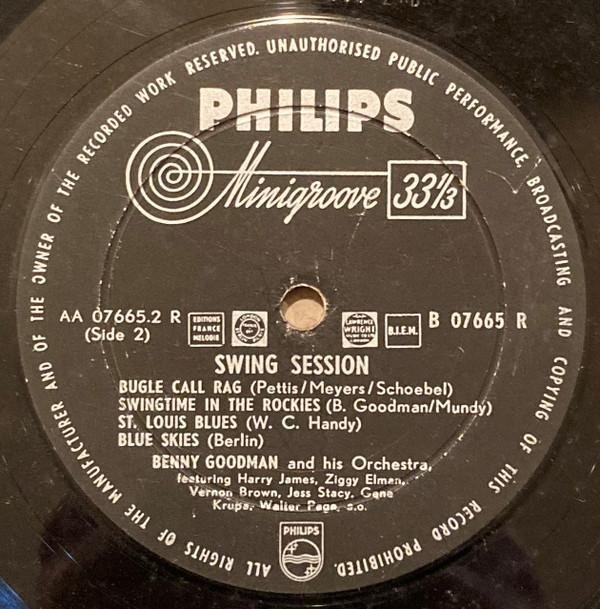 ALL RIGHTS OF THE MANUFACTURER AND OF THE OWNER OF THE RECORDED WORK RESERVED. UNAUTHORISED PUBLIC PERFORMANCE, BROADCASTING AND COPYING OF THIS RECORD PROHIBITED.
PHILIPS
Minigroove 33⅓
AA 07665.2 R
(Side 2)
EDITIONS
FRANCE
MELODIE
LAWRENCE
WRIGHT
B.I.E.M.
B 07665 R
SWING SESSION
BUGLE CALL RAG (Pettis/Meyers/Schoebel)
SWINGTIME IN THE ROCKIES (B. Goodman/Mundy)
ST. LOUIS BLUES (W. C. Handy)
BLUE SKIES (Berlin)
BENNY GOODMAN and his Orchestra,
featuring Harry James, Ziggy Elman,
Vernon Brown, Jess Stacy, Gene
Krupa, Walter Page, s.o.
PHILIPS